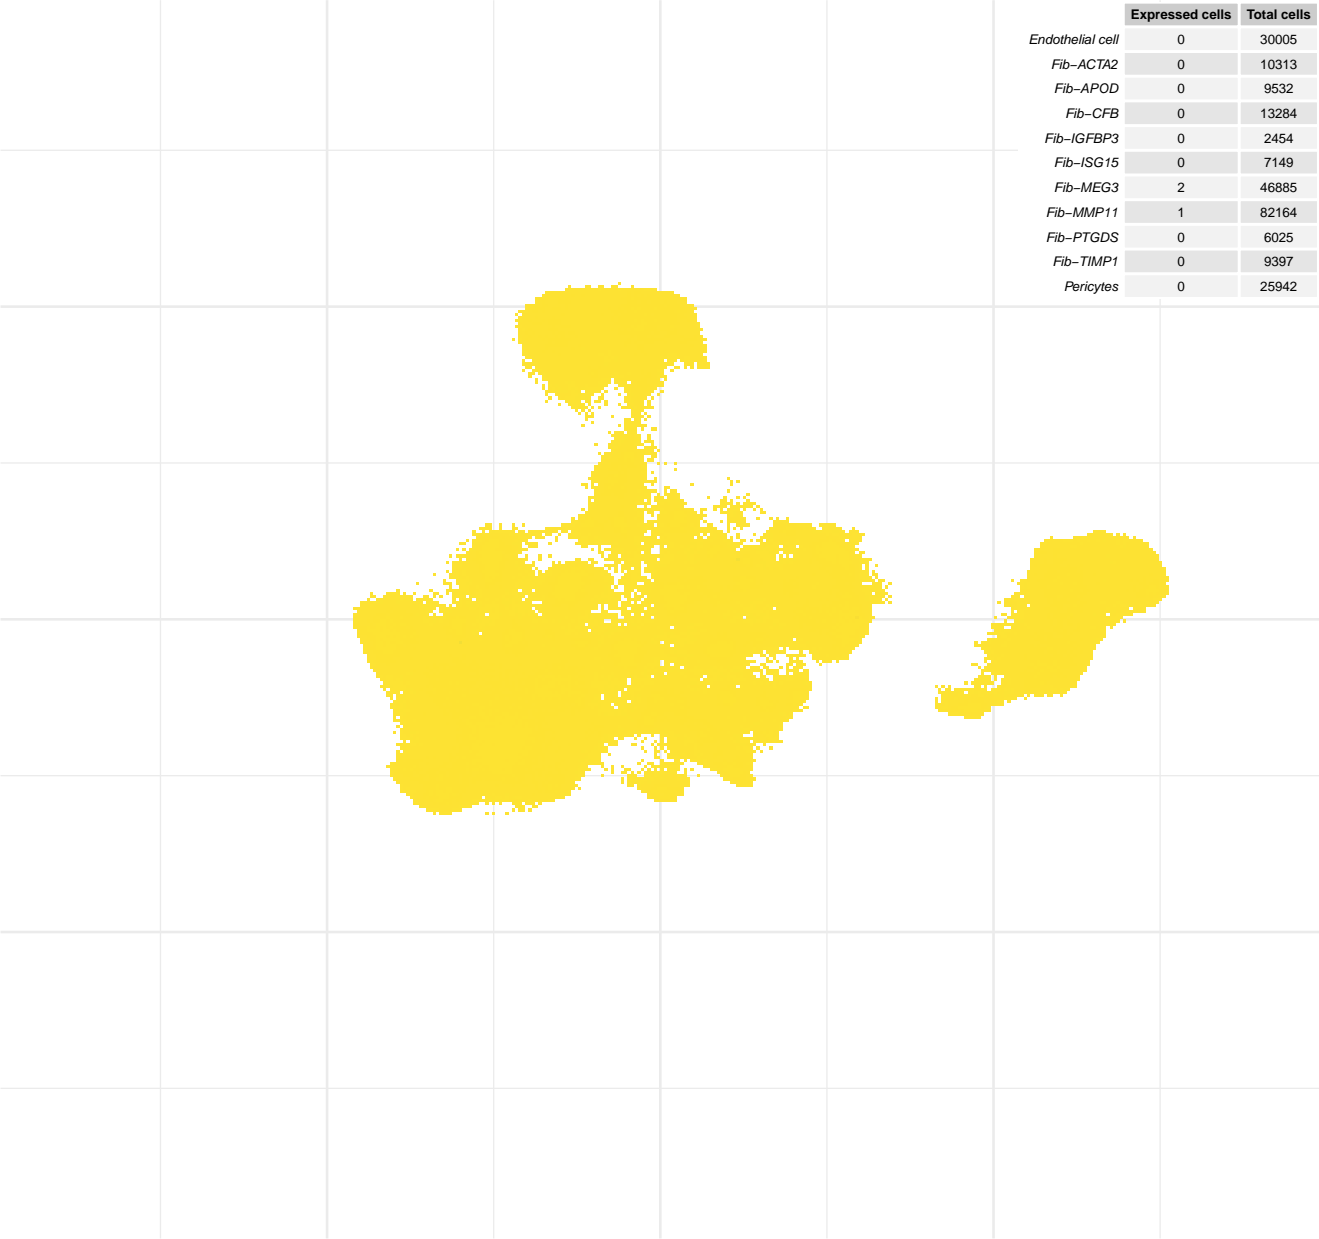 Expressed cells Total cells
Endothelial cell 0 30005
Fib−ACTA2 0 10313
Fib−APOD 0 9532
Fib−CFB 0 13284
Fib−IGFBP3 0 2454
Fib−ISG15 0 7149
Fib−MEG3 2 46885
Fib−MMP11 1 82164
Fib−PTGDS 0 6025
Fib−TIMP1 0 9397
Pericytes 0 25942